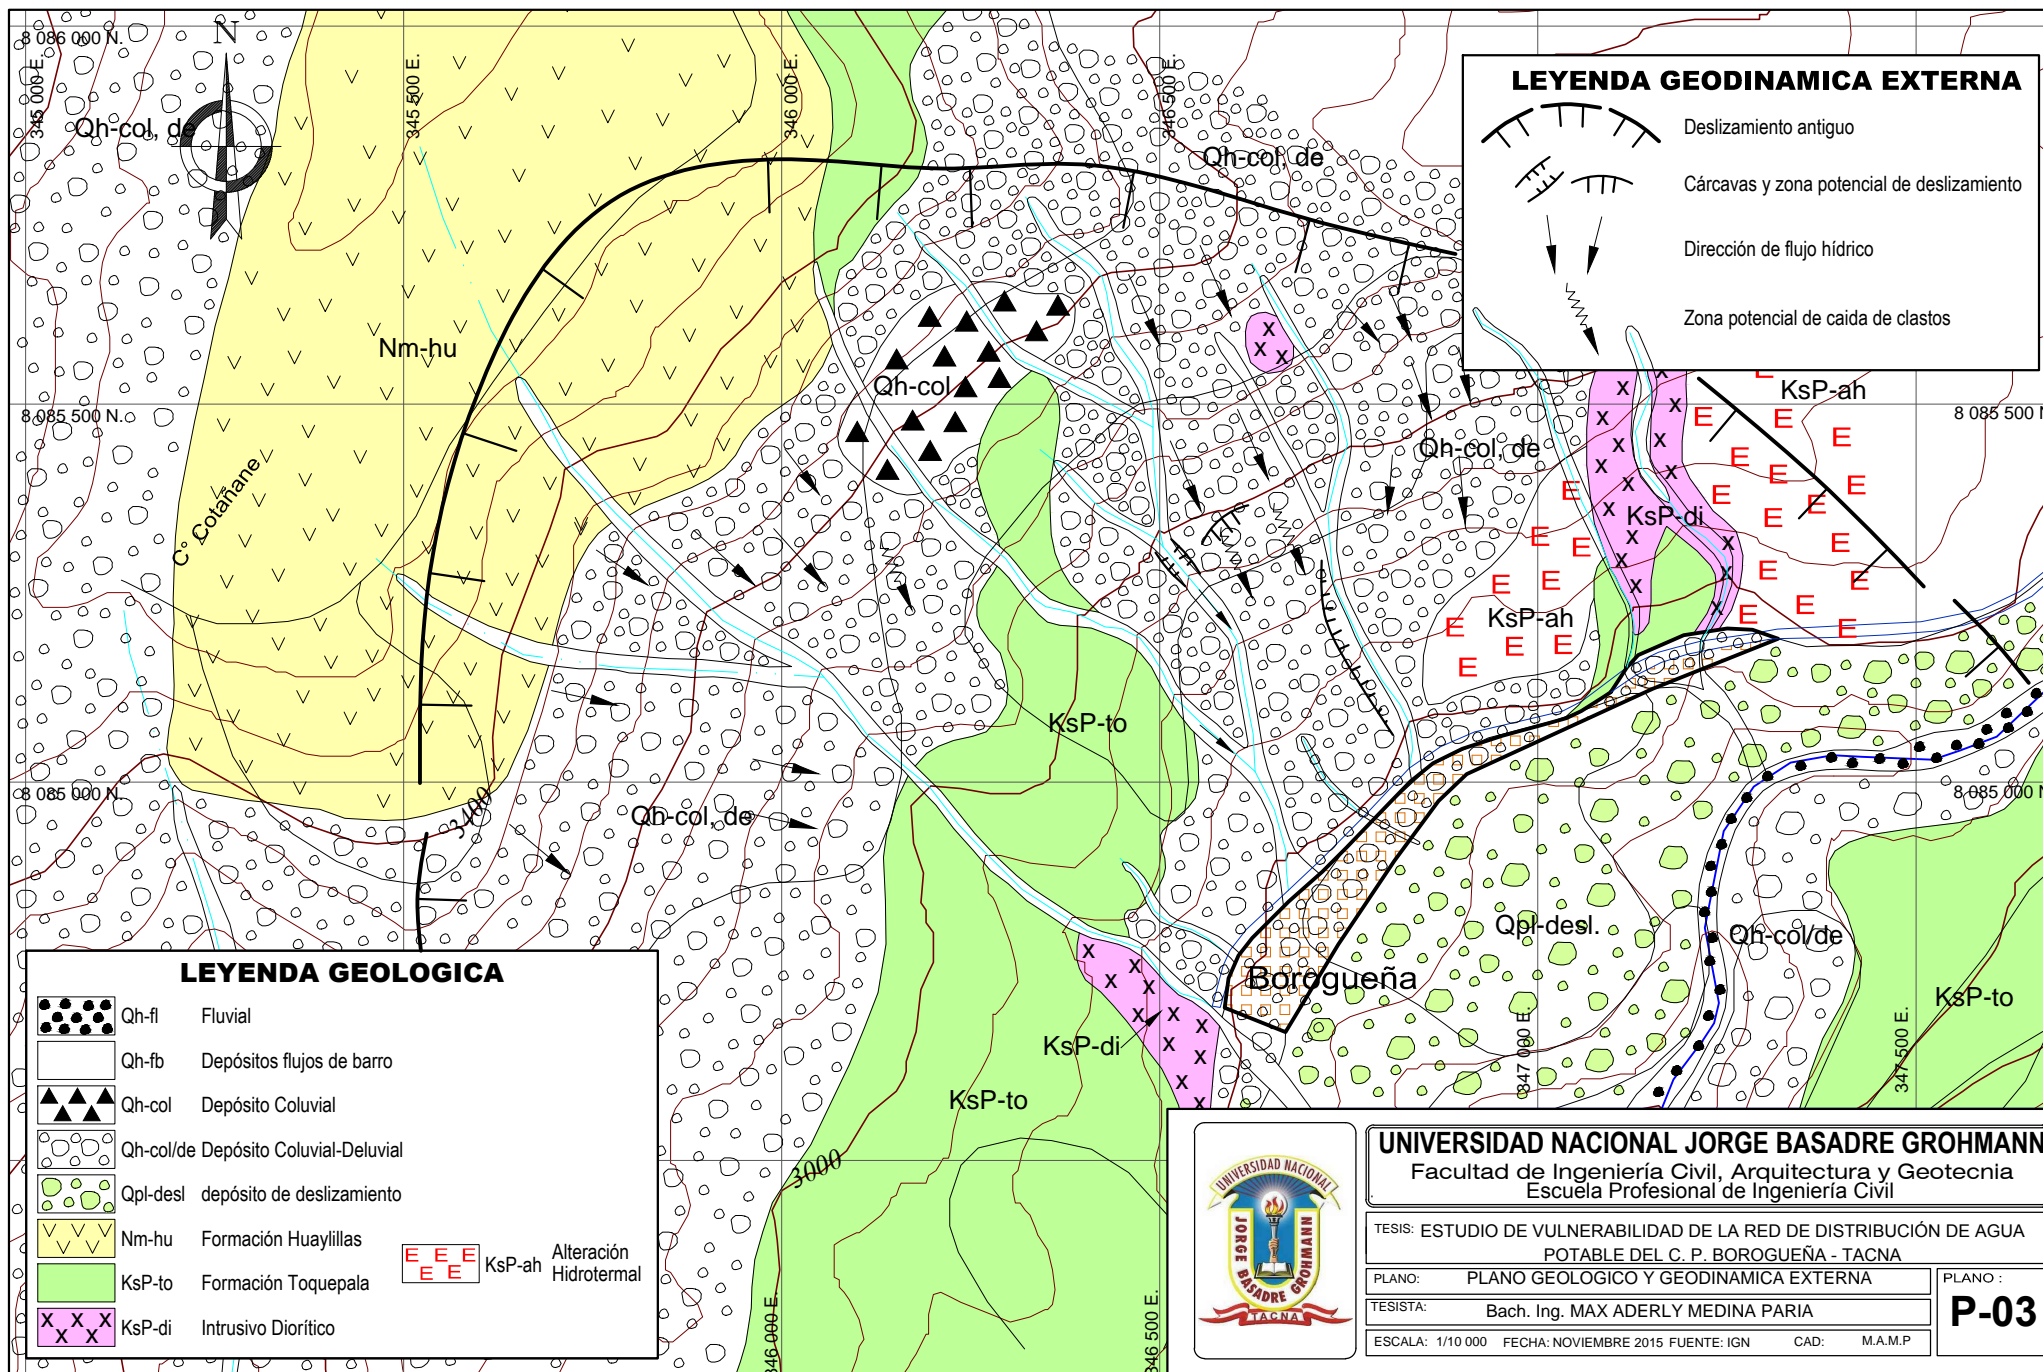 8 086 000 N.
N
345 000 E.
345 500 E.
346 000 E.
346 500 E.
Qh-col, de
Qh-col, de
LEYENDA GEODINAMICA EXTERNA
Deslizamiento antiguo
Cárcavas y zona potencial de deslizamiento
Dirección de flujo hídrico
Zona potencial de caida de clastos
Nm-hu
Qh-col
KsP-ah
8 085 500 N.
8 085 500 N
Qh-col, de
C° Cotañane
KsP-di
KsP-ah
KsP-to
8 085 000 N.
8 085 000 N
3400
Qh-col, de
Qpl-desl.
Qh-col/de
Borogueña
KsP-to
KsP-di
KsP-to
347 000 E.
347 500 E.
3000
346 000 E.
346 500 E.
LEYENDA GEOLOGICA
Qh-fl Fluvial
Qh-fb Depósitos flujos de barro
Qh-col Depósito Coluvial
Qh-col/de Depósito Coluvial-Deluvial
Qpl-desl depósito de deslizamiento
Nm-hu Formación Huaylillas
KsP-to Formación Toquepala
KsP-di Intrusivo Diorítico
KsP-ah Alteración
Hidrotermal
UNIVERSIDAD NACIONAL
JORGE BASADRE GROHMANN
TACNA
UNIVERSIDAD NACIONAL JORGE BASADRE GROHMANN
Facultad de Ingeniería Civil, Arquitectura y Geotecnia
Escuela Profesional de Ingeniería Civil
TESIS: ESTUDIO DE VULNERABILIDAD DE LA RED DE DISTRIBUCIÓN DE AGUA
POTABLE DEL C. P. BOROGUEÑA - TACNA
PLANO: PLANO GEOLOGICO Y GEODINAMICA EXTERNA
TESISTA: Bach. Ing. MAX ADERLY MEDINA PARIA
ESCALA: 1/10 000 FECHA: NOVIEMBRE 2015 FUENTE: IGN CAD: M.A.M.P
PLANO :
P-03